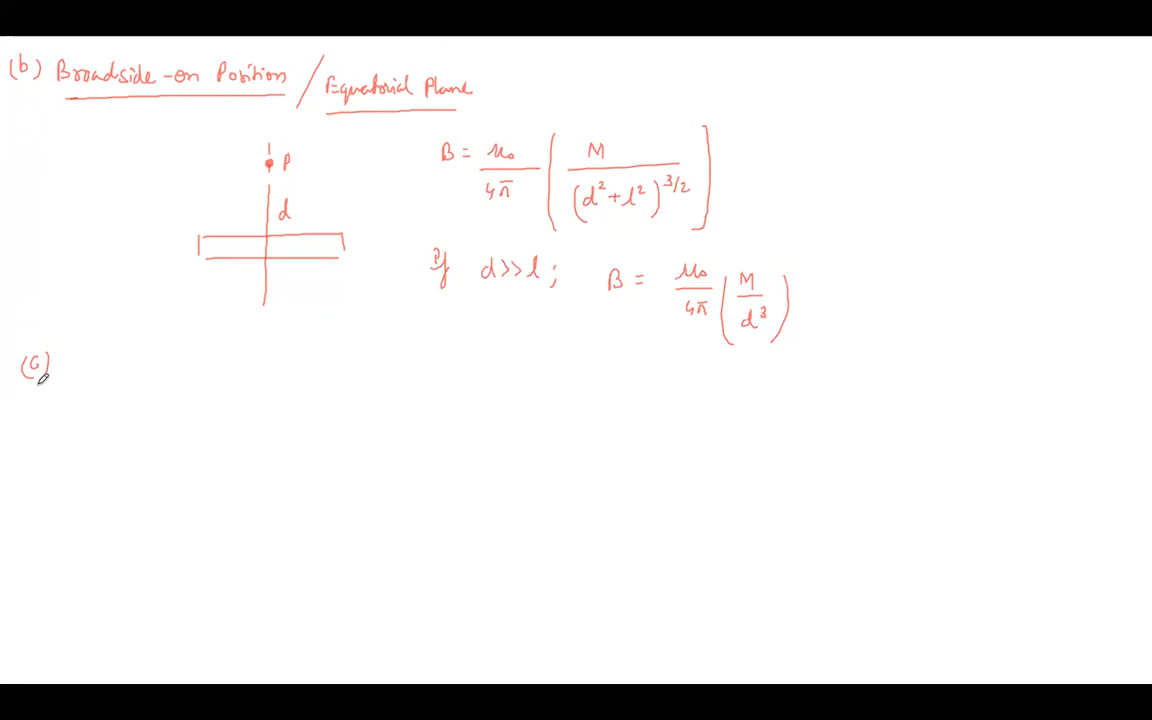 (b) Broadside-on Position / Equatorial Plane
P
d
B = μ₀/4π [ M/(d²+l²)^3/2 ]
If d>>l; B = μ₀/4π ( M/d³ )
(c)